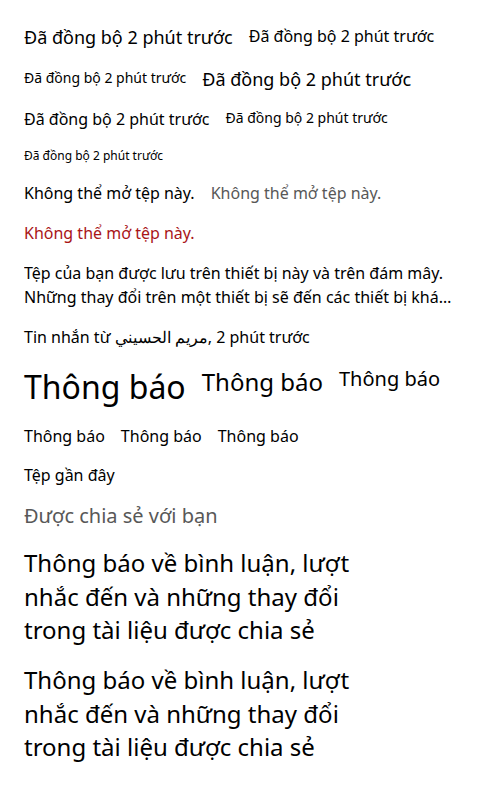 Đã đồng bộ 2 phút trước Đã đồng bộ 2 phút trước
Đã đồng bộ 2 phút trước Đã đồng bộ 2 phút trước
Đã đồng bộ 2 phút trước Đã đồng bộ 2 phút trước
Đã đồng bộ 2 phút trước
Không thể mở tệp này. Không thể mở tệp này.
Không thể mở tệp này.
Tệp của bạn được lưu trên thiết bị này và trên đám mây.
Những thay đổi trên một thiết bị sẽ đến các thiết bị khá…
Tin nhắn từ مريم الحسيني, 2 phút trước
Thông báo Thông báo Thông báo
Thông báo Thông báo Thông báo
Tệp gần đây
Được chia sẻ với bạn
Thông báo về bình luận, lượt
nhắc đến và những thay đổi
trong tài liệu được chia sẻ
Thông báo về bình luận, lượt
nhắc đến và những thay đổi
trong tài liệu được chia sẻ